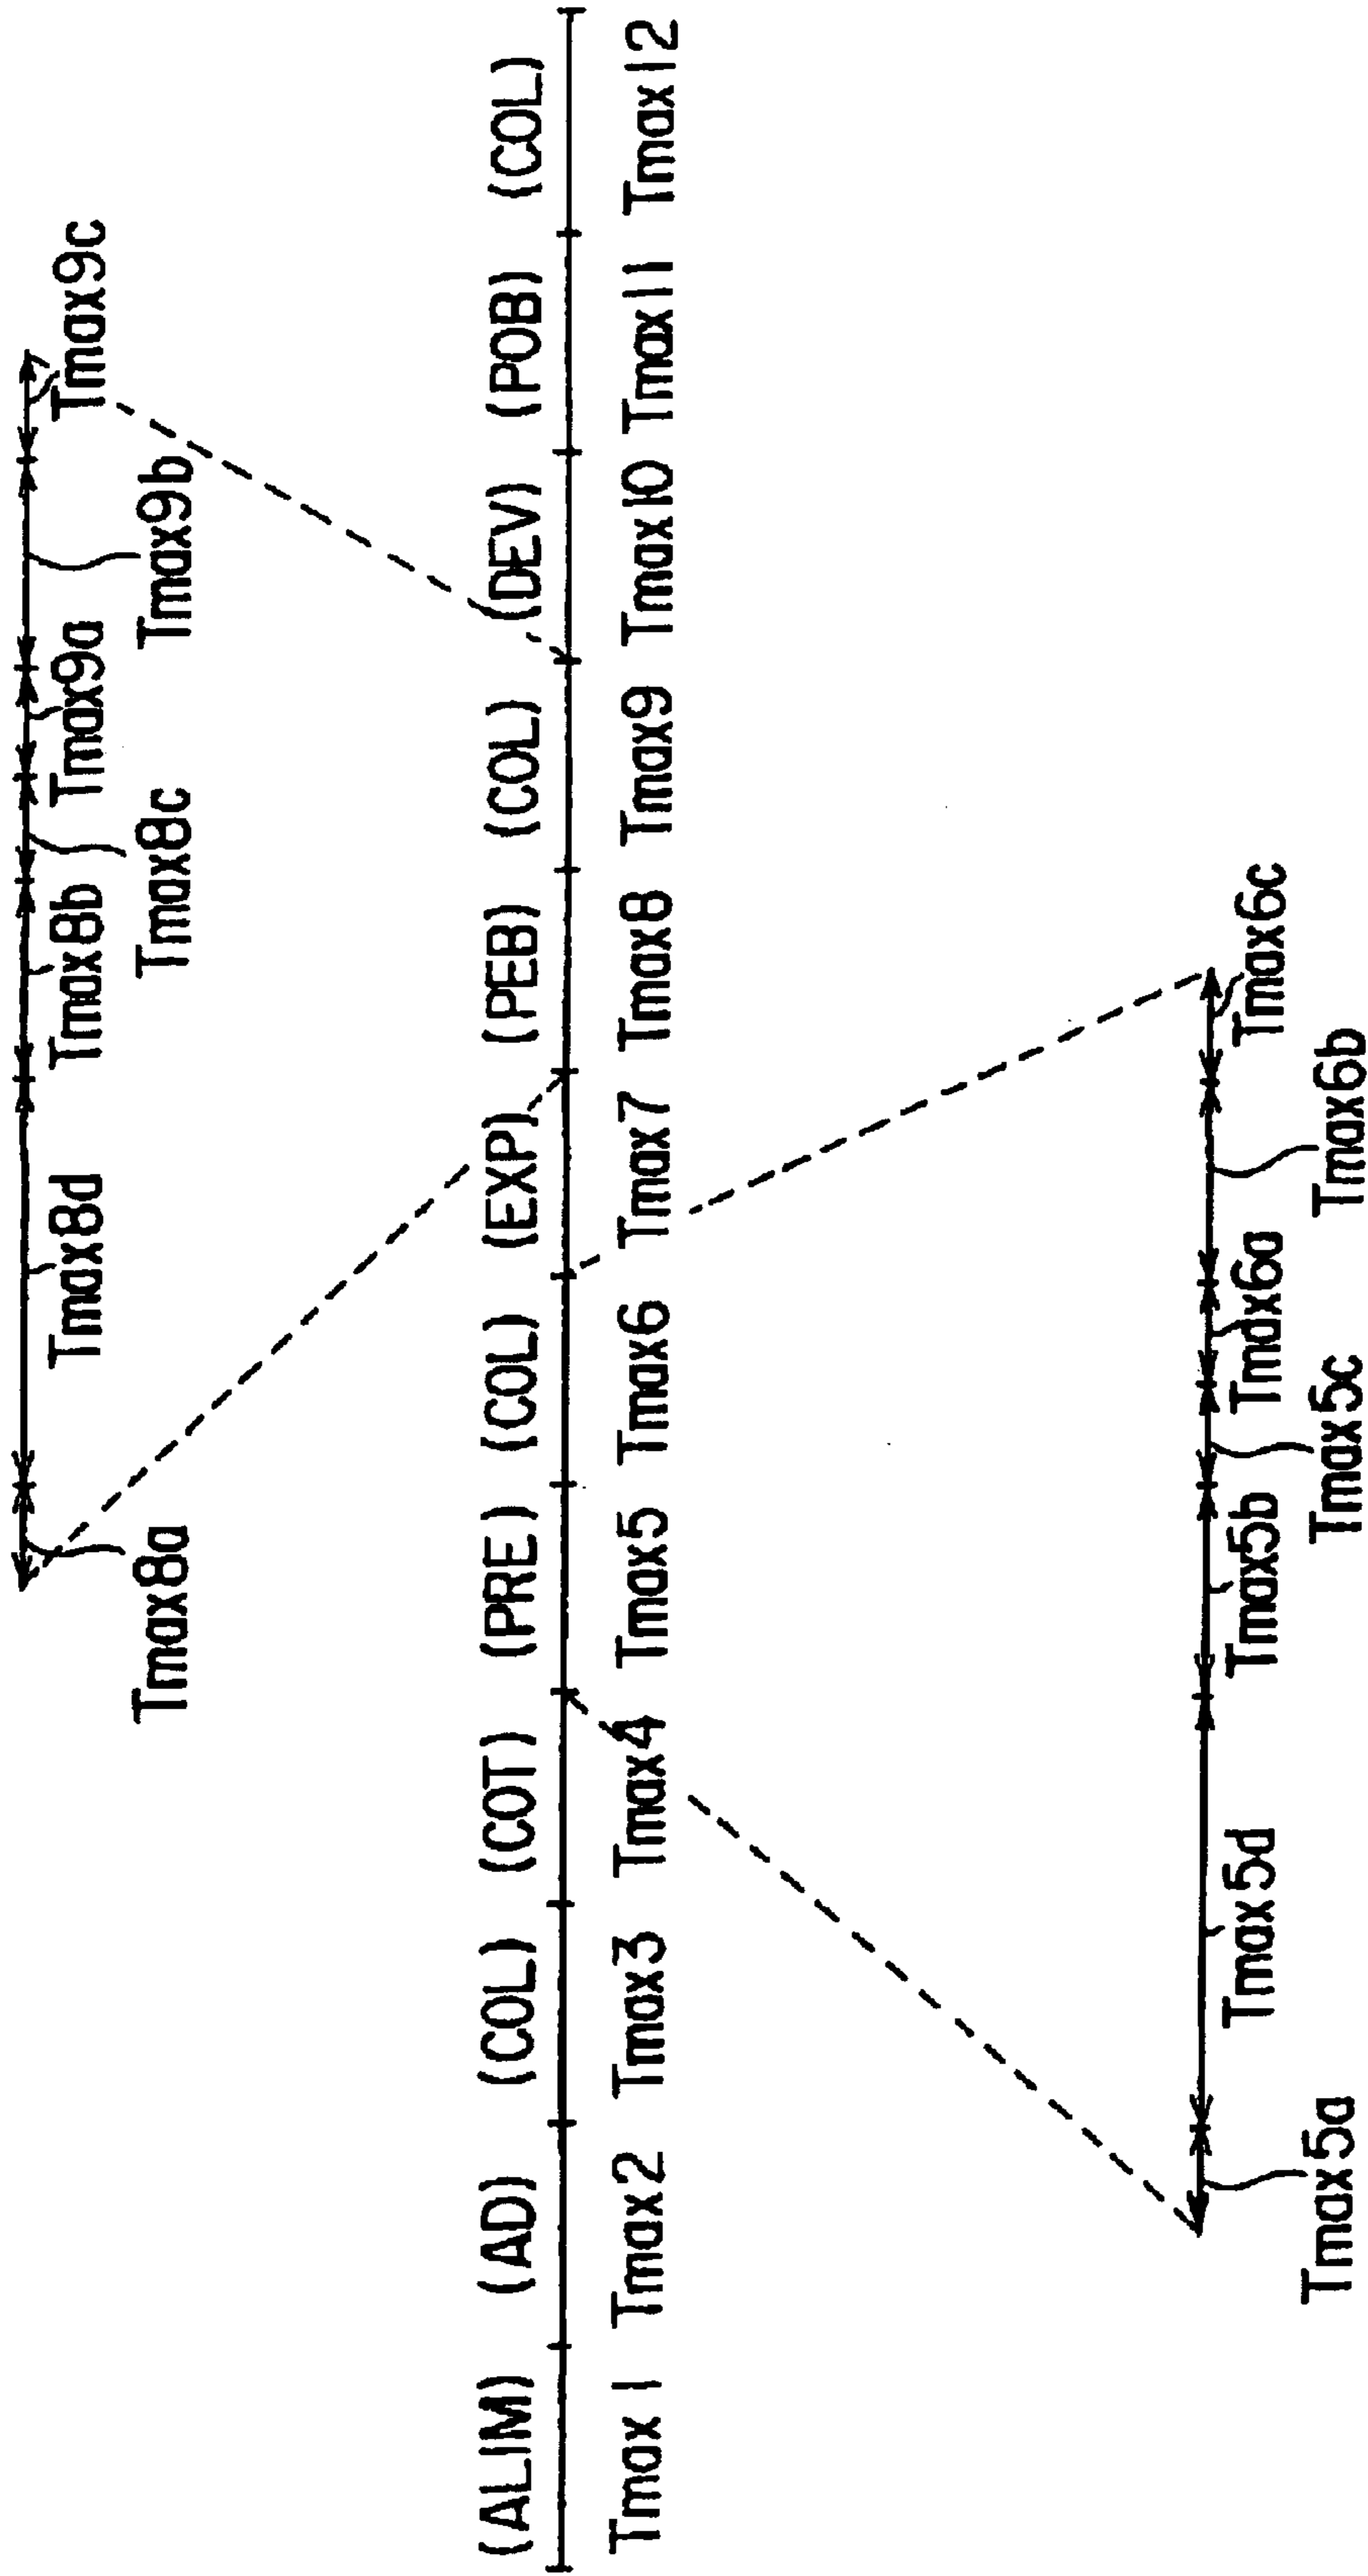 Tmax8a Tmax8d Tmax8b Tmax8c Tmax9a Tmax9b Tmax9c
(ALIM) (AD) (COL) (COT) (PRE) (COL) (EXP) (PEB) (COL) (DEV) (POB) (COL)
Tmax1 Tmax2 Tmax3 Tmax4 Tmax5 Tmax6 Tmax7 Tmax8 Tmax9 Tmax10 Tmax11 Tmax12
Tmax5a Tmax5d Tmax5b Tmax5c Tmax6a Tmax6b Tmax6c